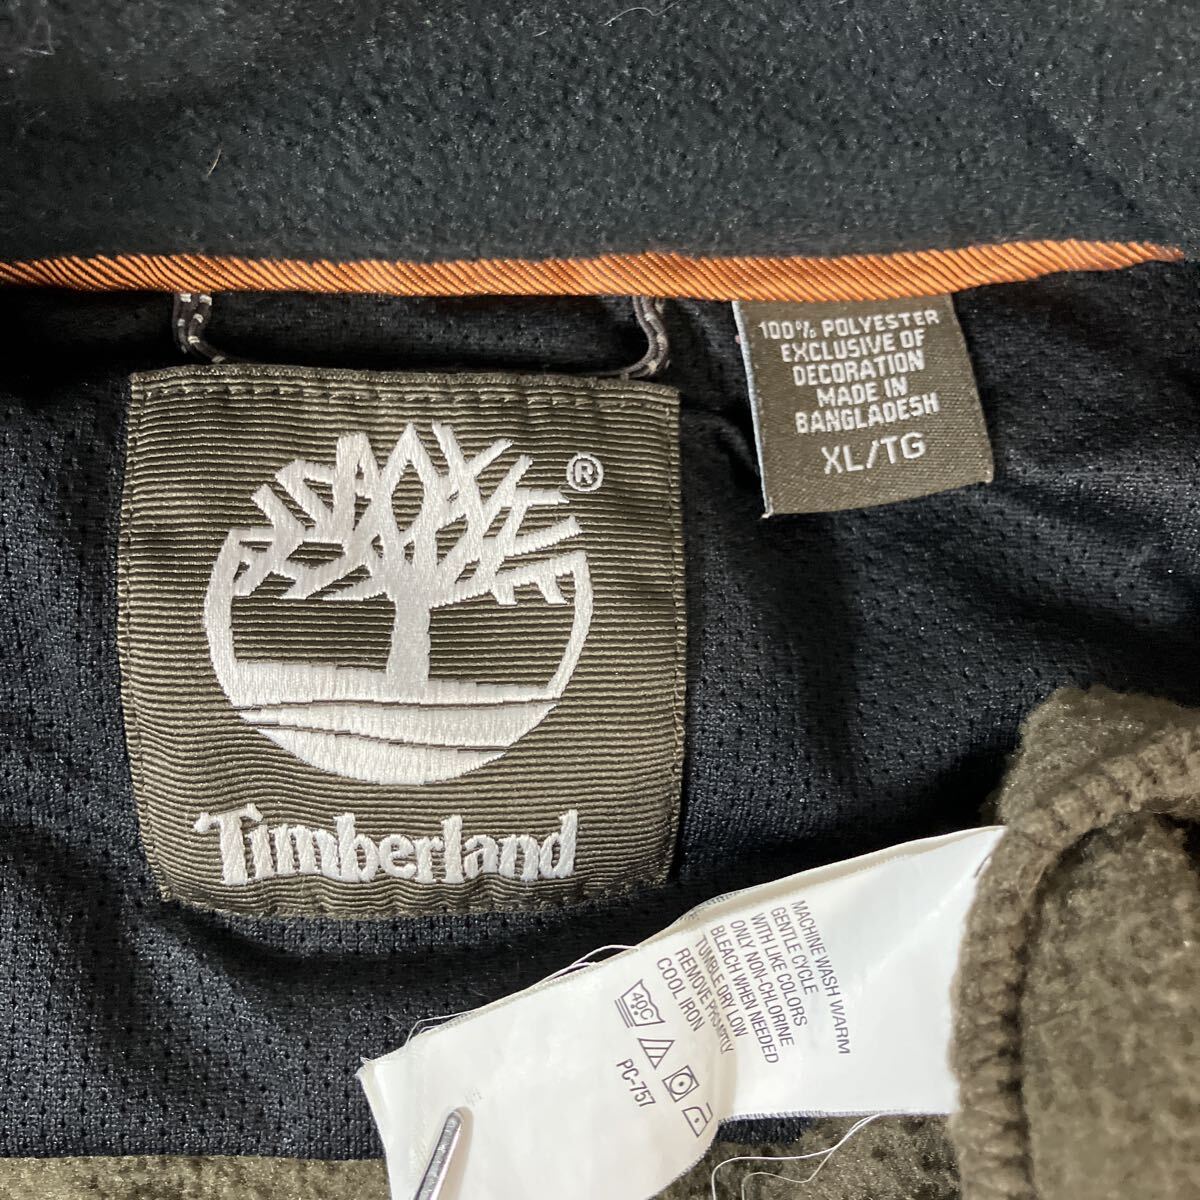 100% POLYESTER
EXCLUSIVE OF
DECORATION
MADE IN
BANGLADESH
XL/TG
®
Timberland
MACHINE WASH WARM
GENTLE CYCLE
WITH LIKE COLORS
ONLY NON-CHLORINE
BLEACH WHEN NEEDED
TUMBLE DRY LOW
REMOVE PROMPTLY
COOL IRON
40C
PC-757